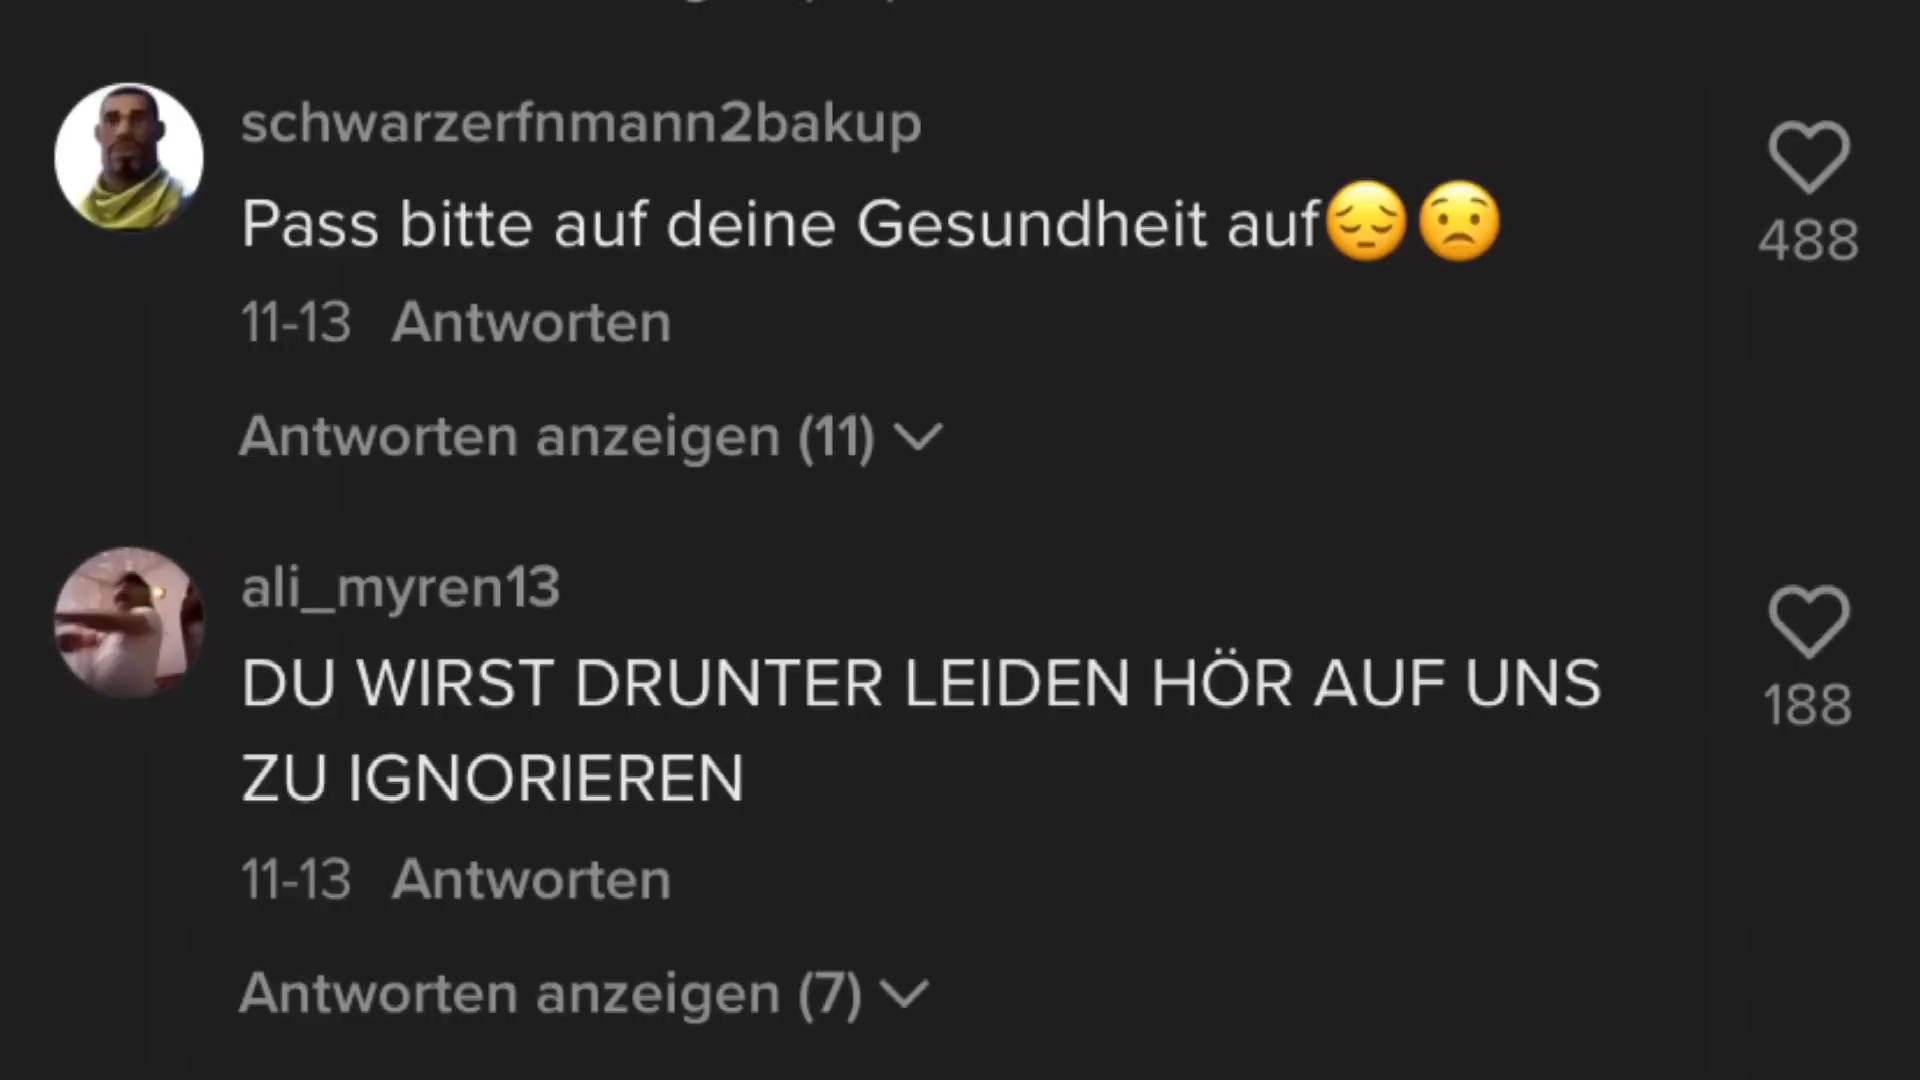 schwarzerfnmann2bakup
Pass bitte auf deine Gesundheit auf😔😟
488
11-13 Antworten
Antworten anzeigen (11)
ali_myren13
DU WIRST DRUNTER LEIDEN HÖR AUF UNS
ZU IGNORIEREN
188
11-13 Antworten
Antworten anzeigen (7)